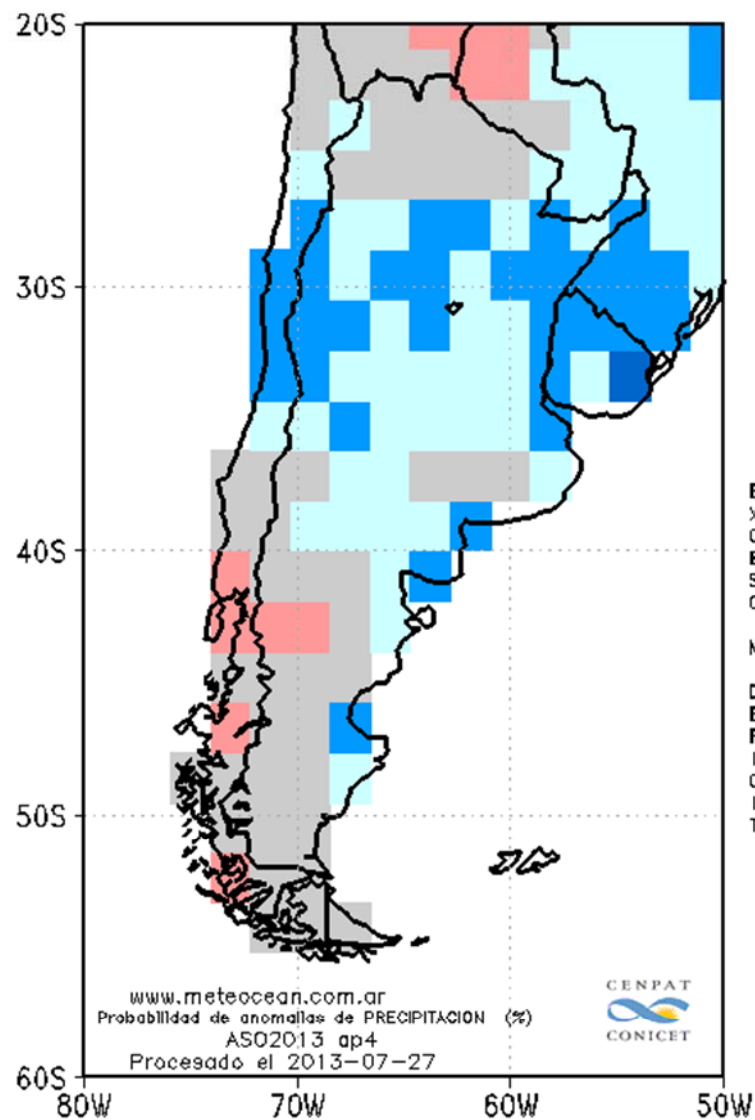 20S
30S
40S
50S
60S
80W 70W 60W 50W
E
X
C
E
S
O
M
D
E
F
I
C
I
T
www.meteocean.com.ar
Probabilidad de anomalias de PRECIPITACION (%)
ASO2013 ap4
Procesado el 2013-07-27
CENPAT
CONICET